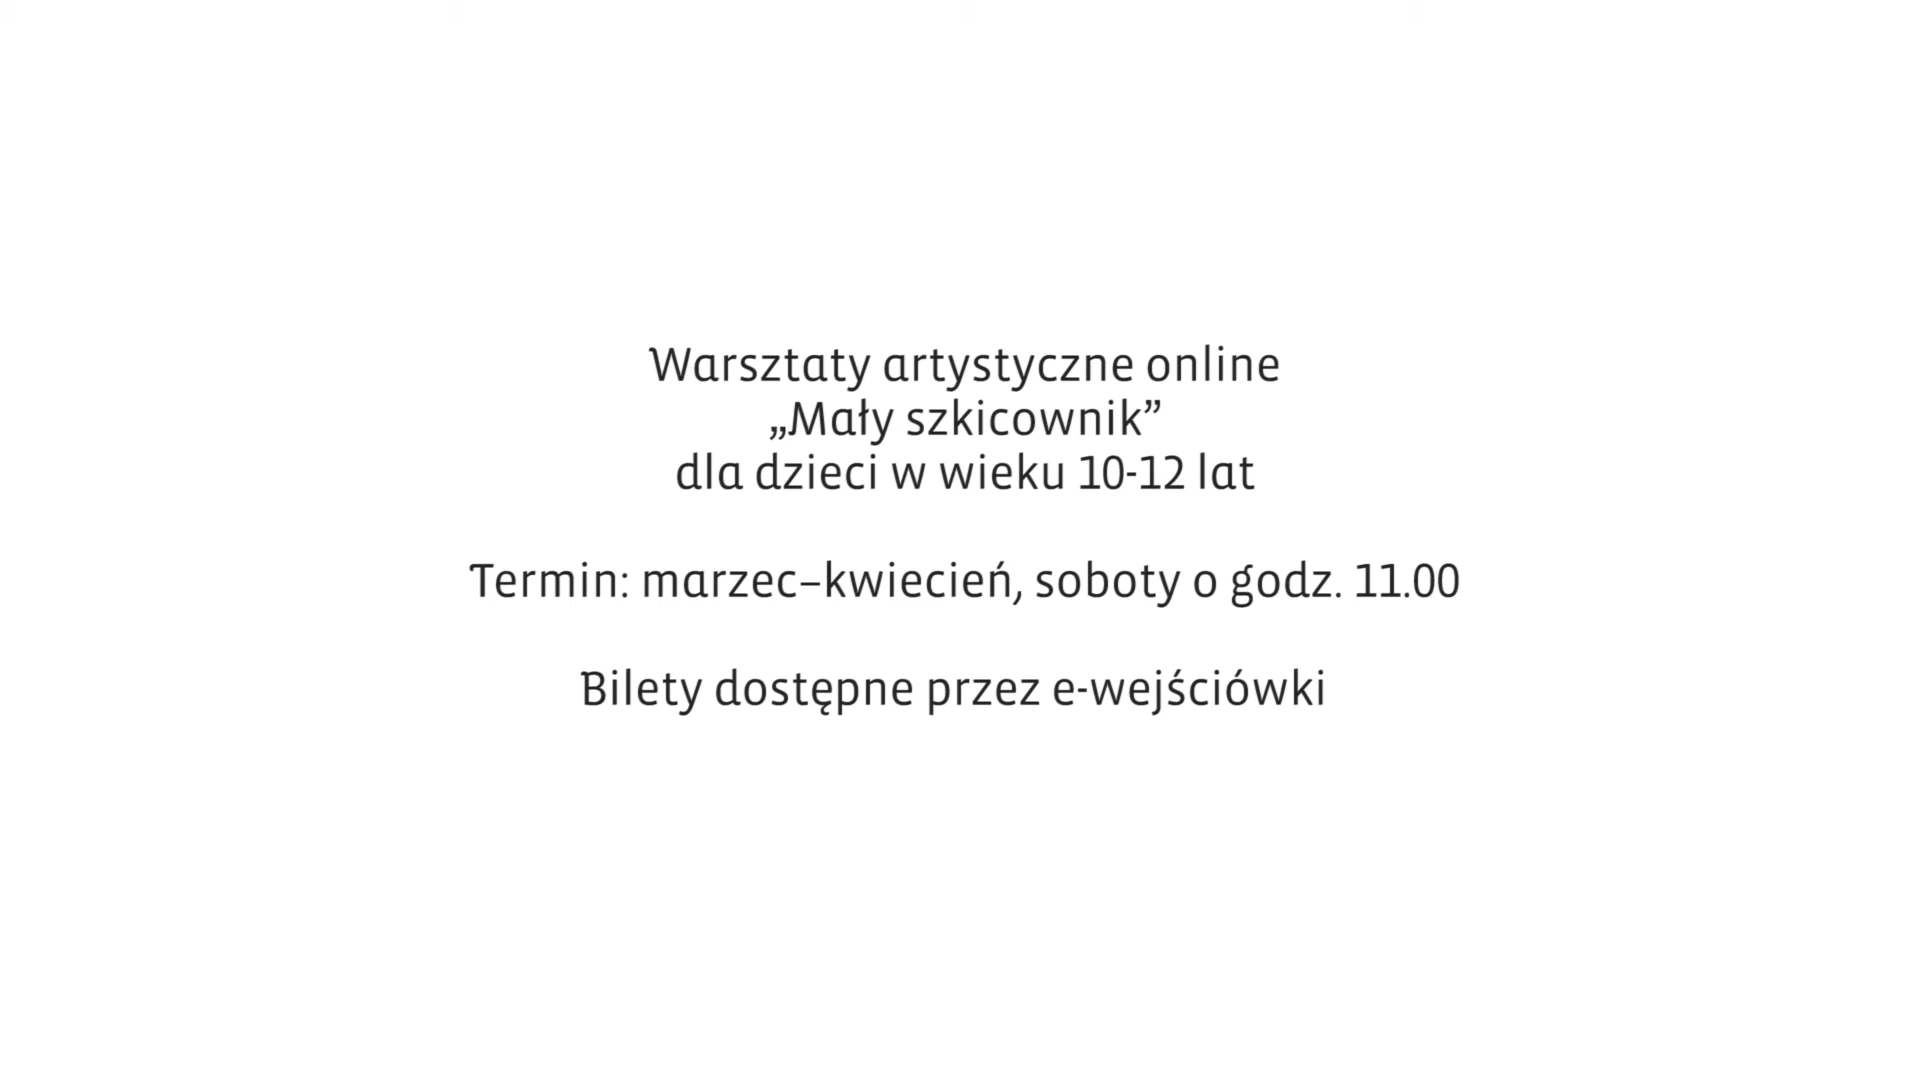 Warsztaty artystyczne online
„Mały szkicownik”
dla dzieci w wieku 10-12 lat
Termin: marzec–kwiecień, soboty o godz. 11.00
Bilety dostępne przez e-wejściówki